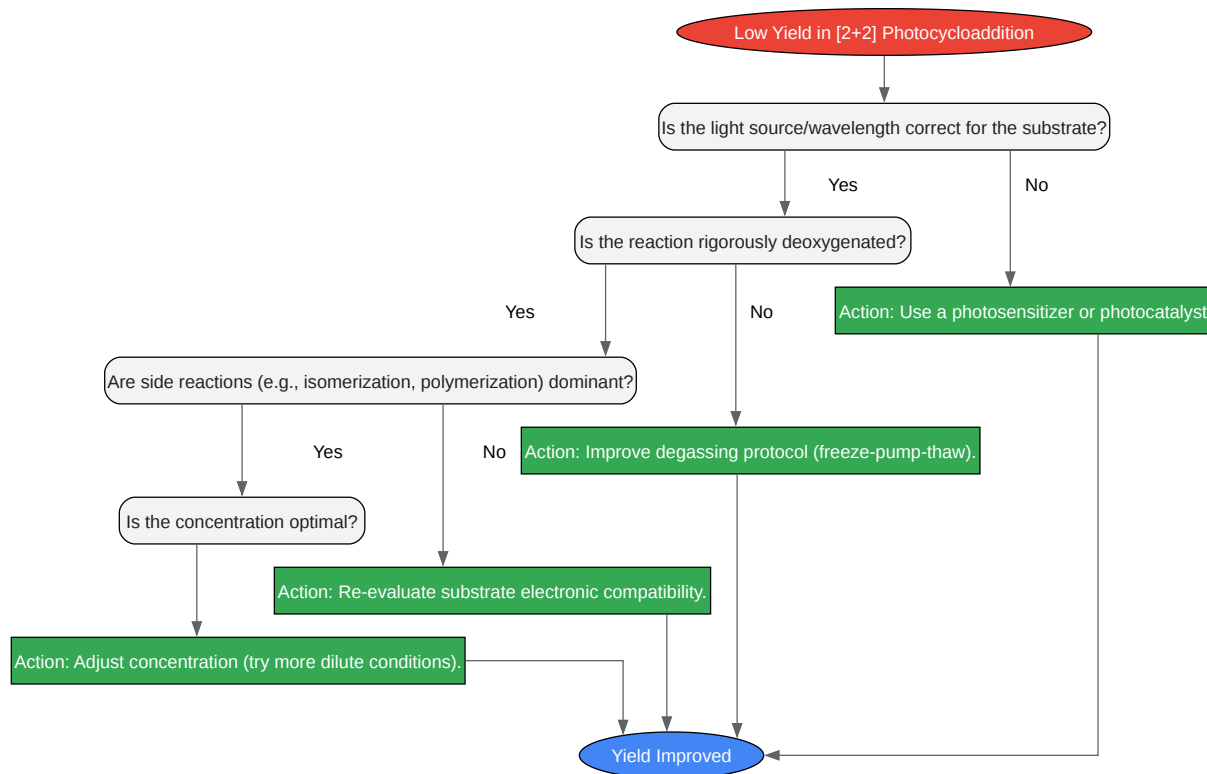 Low Yield in [2+2] Photocycloaddition
Is the light source/wavelength correct for the substrate?
Yes
No
Is the reaction rigorously deoxygenated?
Action: Use a photosensitizer or photocatalyst
Yes
No
Are side reactions (e.g., isomerization, polymerization) dominant?
Action: Improve degassing protocol (freeze-pump-thaw).
Yes
No
Is the concentration optimal?
Action: Re-evaluate substrate electronic compatibility.
Action: Adjust concentration (try more dilute conditions).
Yield Improved